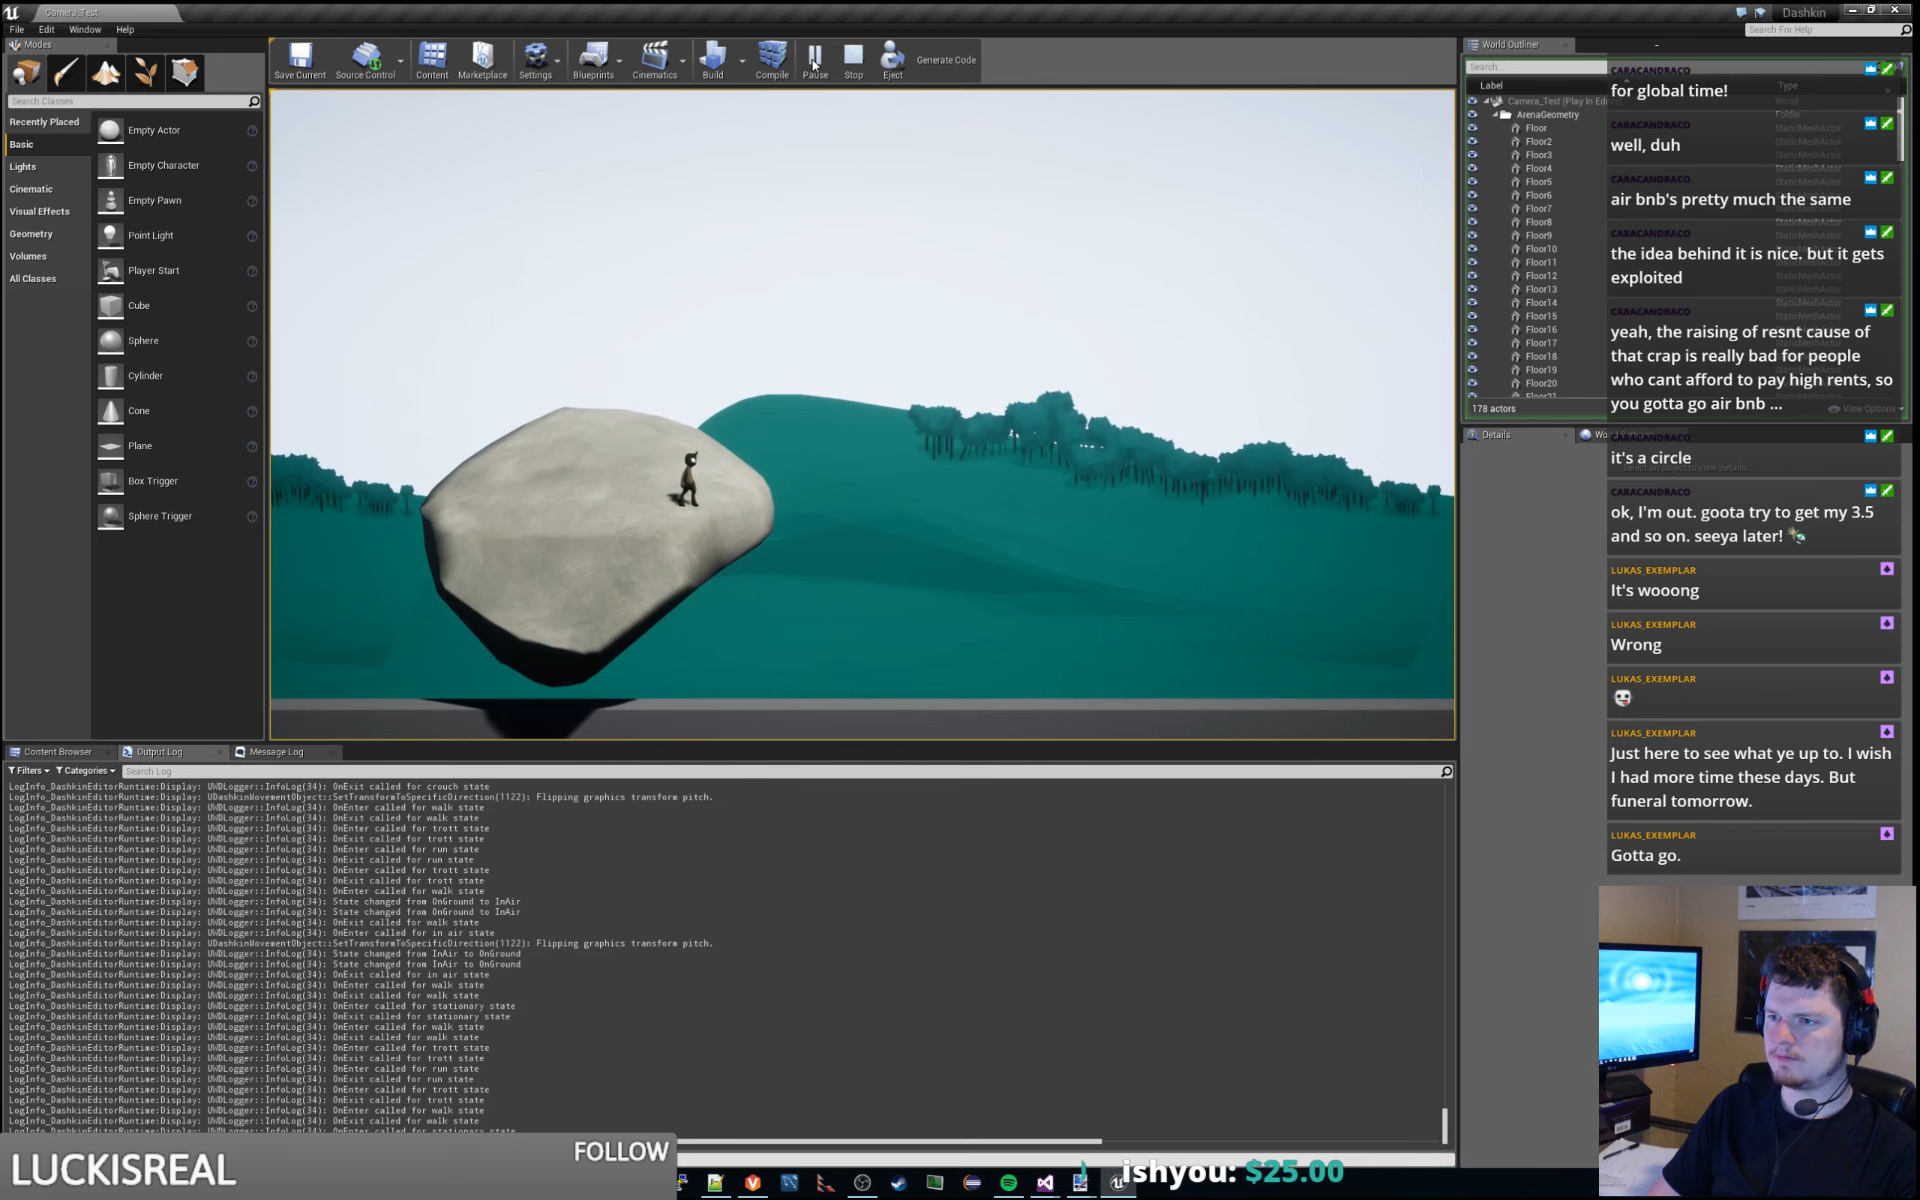 Camera_Test
Dashkin
File Edit Window Help
Search For Help
Modes
Search Classes
Recently Placed
Basic
Lights
Cinematic
Visual Effects
Geometry
Volumes
All Classes
Empty Actor
Empty Character
Empty Pawn
Point Light
Player Start
Cube
Sphere
Cylinder
Cone
Plane
Box Trigger
Sphere Trigger
Save Current Source Control Content Marketplace Settings Blueprints Cinematics Build Compile Pause Stop Eject Generate Code
World Outliner
Search...
Label Type
Camera_Test (Play In Edi
World
ArenaGeometry
Folder
Floor
Floor2
Floor3
Floor4
Floor5
Floor6
Floor7
Floor8
Floor9
Floor10
Floor11
Floor12
Floor13
Floor14
Floor15
Floor16
Floor17
Floor18
Floor19
Floor20
Floor21
178 actors
View Options
Details
Select an object to view details.
CARACANDRACO
for global time!
CARACANDRACO
well, duh
CARACANDRACO
air bnb's pretty much the same
CARACANDRACO
the idea behind it is nice. but it gets
exploited
CARACANDRACO
yeah, the raising of resnt cause of
that crap is really bad for people
who cant afford to pay high rents, so
you gotta go air bnb ...
CARACANDRACO
it's a circle
CARACANDRACO
ok, I'm out. goota try to get my 3.5
and so on. seeya later!
LUKAS_EXEMPLAR
It's wooong
LUKAS_EXEMPLAR
Wrong
LUKAS_EXEMPLAR
LUKAS_EXEMPLAR
Just here to see what ye up to. I wish
I had more time these days. But
funeral tomorrow.
LUKAS_EXEMPLAR
Gotta go.
Content Browser Output Log Message Log
Filters Categories Search Log
LogInfo_DashkinEditorRuntime:Display: UWDLogger::InfoLog(34): OnExit called for crouch state
LogInfo_DashkinEditorRuntime:Display: UDashkinMovementObject::SetTransformToSpecificDirection(1122): Flipping graphics transform pitch.
LogInfo_DashkinEditorRuntime:Display: UWDLogger::InfoLog(34): OnEnter called for walk state
LogInfo_DashkinEditorRuntime:Display: UWDLogger::InfoLog(34): OnExit called for walk state
LogInfo_DashkinEditorRuntime:Display: UWDLogger::InfoLog(34): OnEnter called for trott state
LogInfo_DashkinEditorRuntime:Display: UWDLogger::InfoLog(34): OnExit called for trott state
LogInfo_DashkinEditorRuntime:Display: UWDLogger::InfoLog(34): OnEnter called for run state
LogInfo_DashkinEditorRuntime:Display: UWDLogger::InfoLog(34): OnExit called for run state
LogInfo_DashkinEditorRuntime:Display: UWDLogger::InfoLog(34): OnEnter called for trott state
LogInfo_DashkinEditorRuntime:Display: UWDLogger::InfoLog(34): OnExit called for trott state
LogInfo_DashkinEditorRuntime:Display: UWDLogger::InfoLog(34): OnEnter called for walk state
LogInfo_DashkinEditorRuntime:Display: UWDLogger::InfoLog(34): State changed from OnGround to InAir
LogInfo_DashkinEditorRuntime:Display: UWDLogger::InfoLog(34): State changed from OnGround to InAir
LogInfo_DashkinEditorRuntime:Display: UWDLogger::InfoLog(34): OnExit called for walk state
LogInfo_DashkinEditorRuntime:Display: UWDLogger::InfoLog(34): OnEnter called for in air state
LogInfo_DashkinEditorRuntime:Display: UDashkinMovementObject::SetTransformToSpecificDirection(1122): Flipping graphics transform pitch.
LogInfo_DashkinEditorRuntime:Display: UWDLogger::InfoLog(34): State changed from InAir to OnGround
LogInfo_DashkinEditorRuntime:Display: UWDLogger::InfoLog(34): State changed from InAir to OnGround
LogInfo_DashkinEditorRuntime:Display: UWDLogger::InfoLog(34): OnExit called for in air state
LogInfo_DashkinEditorRuntime:Display: UWDLogger::InfoLog(34): OnEnter called for walk state
LogInfo_DashkinEditorRuntime:Display: UWDLogger::InfoLog(34): OnExit called for walk state
LogInfo_DashkinEditorRuntime:Display: UWDLogger::InfoLog(34): OnEnter called for stationary state
LogInfo_DashkinEditorRuntime:Display: UWDLogger::InfoLog(34): OnExit called for stationary state
LogInfo_DashkinEditorRuntime:Display: UWDLogger::InfoLog(34): OnEnter called for walk state
LogInfo_DashkinEditorRuntime:Display: UWDLogger::InfoLog(34): OnExit called for walk state
LogInfo_DashkinEditorRuntime:Display: UWDLogger::InfoLog(34): OnEnter called for trott state
LogInfo_DashkinEditorRuntime:Display: UWDLogger::InfoLog(34): OnExit called for trott state
LogInfo_DashkinEditorRuntime:Display: UWDLogger::InfoLog(34): OnEnter called for run state
LogInfo_DashkinEditorRuntime:Display: UWDLogger::InfoLog(34): OnExit called for run state
LogInfo_DashkinEditorRuntime:Display: UWDLogger::InfoLog(34): OnEnter called for trott state
LogInfo_DashkinEditorRuntime:Display: UWDLogger::InfoLog(34): OnExit called for trott state
LogInfo_DashkinEditorRuntime:Display: UWDLogger::InfoLog(34): OnEnter called for walk state
LogInfo_DashkinEditorRuntime:Display: UWDLogger::InfoLog(34): OnExit called for walk state
LogInfo_DashkinEditorRuntime:Display: UWDLogger::InfoLog(34): OnEnter called for stationary state
FOLLOW
LUCKISREAL
ishyou: $25.00